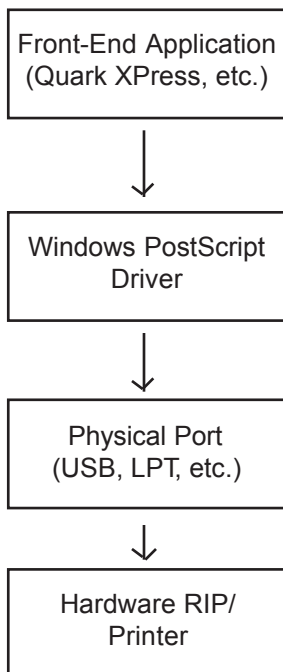 Front-End Application
(Quark XPress, etc.)
Windows PostScript
Driver
Physical Port
(USB, LPT, etc.)
Hardware RIP/
Printer